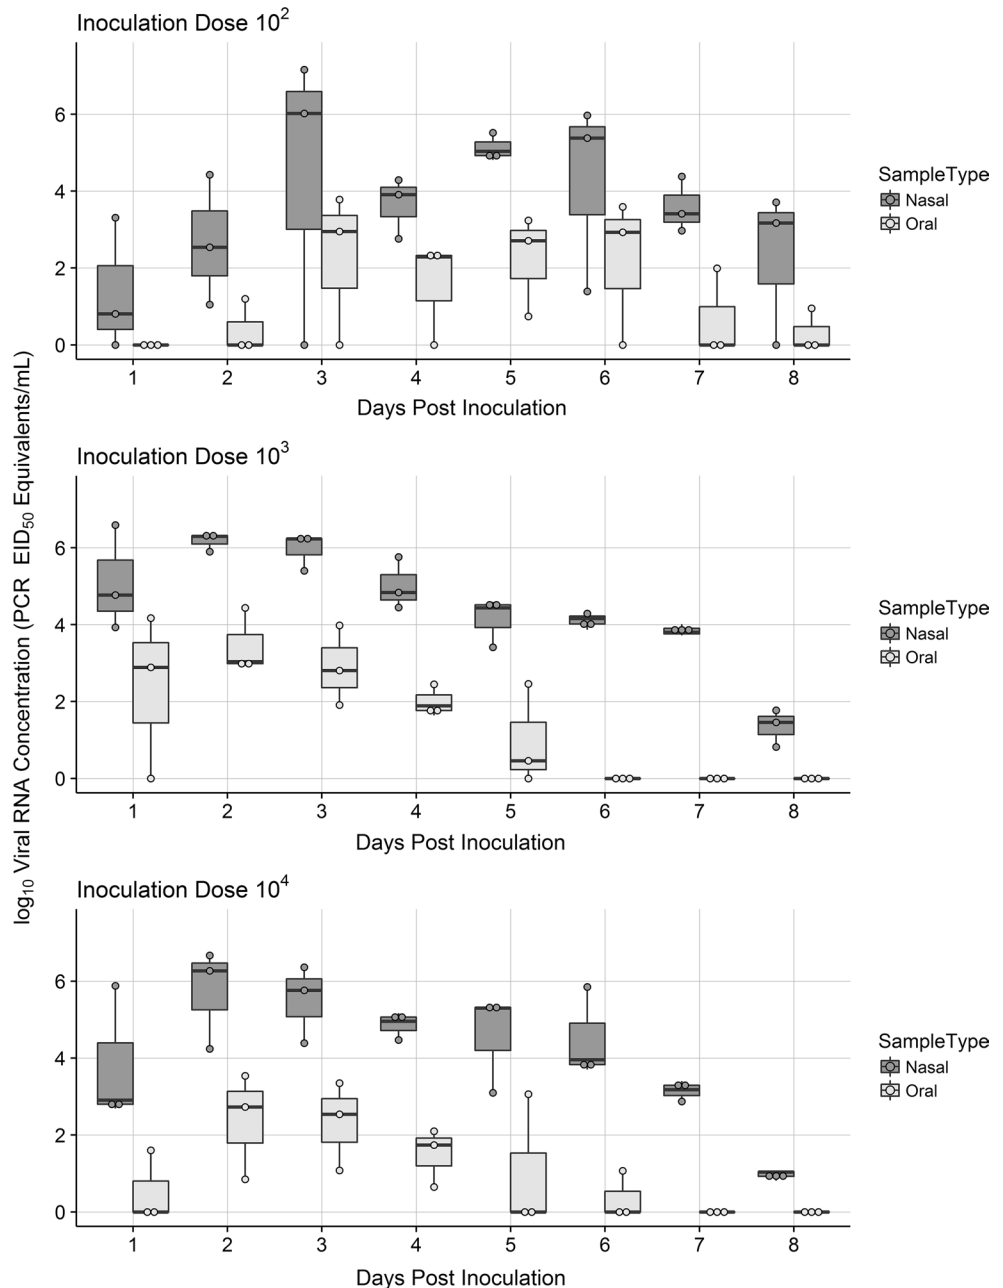 Inoculation Dose 10²
6
4
2
0
1 2 3 4 5 6 7 8
Days Post Inoculation
SampleType
Nasal
Oral
log₁₀ Viral RNA Concentration (PCR EID₅₀ Equivalents/mL)
Inoculation Dose 10³
6
4
2
0
1 2 3 4 5 6 7 8
Days Post Inoculation
SampleType
Nasal
Oral
Inoculation Dose 10⁴
6
4
2
0
1 2 3 4 5 6 7 8
Days Post Inoculation
SampleType
Nasal
Oral